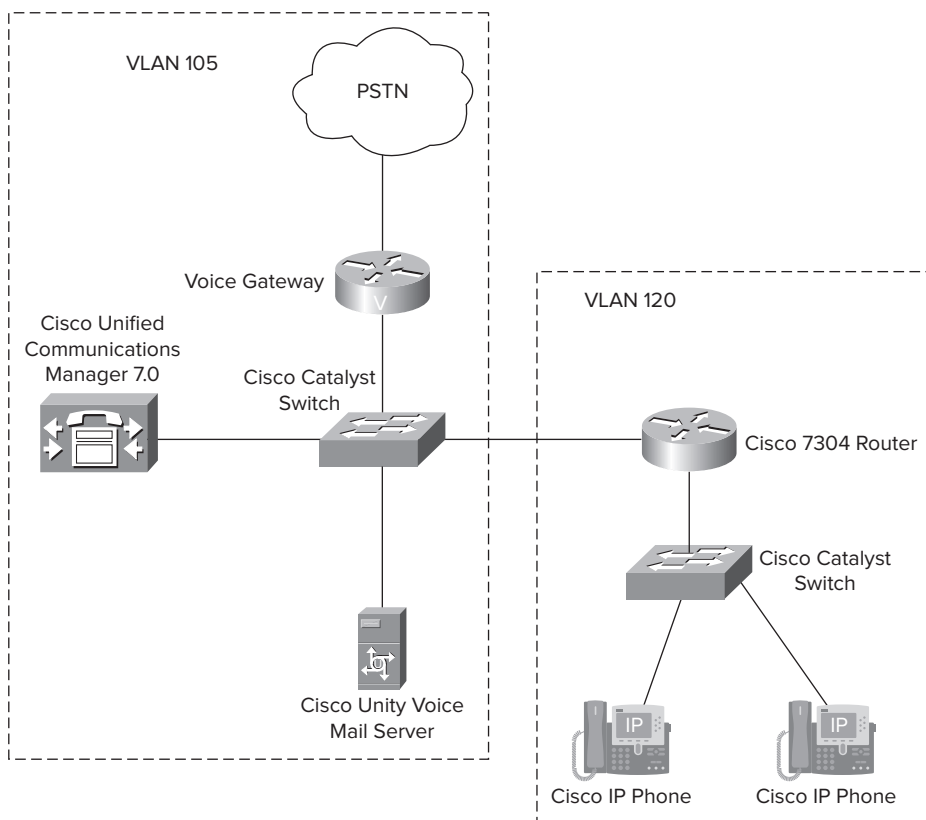 VLAN 105
PSTN
Voice Gateway
V
Cisco Unified
Communications
Manager 7.0
Cisco Catalyst
Switch
Cisco Unity Voice
Mail Server
VLAN 120
Cisco 7304 Router
Cisco Catalyst
Switch
IP
Cisco IP Phone
IP
Cisco IP Phone